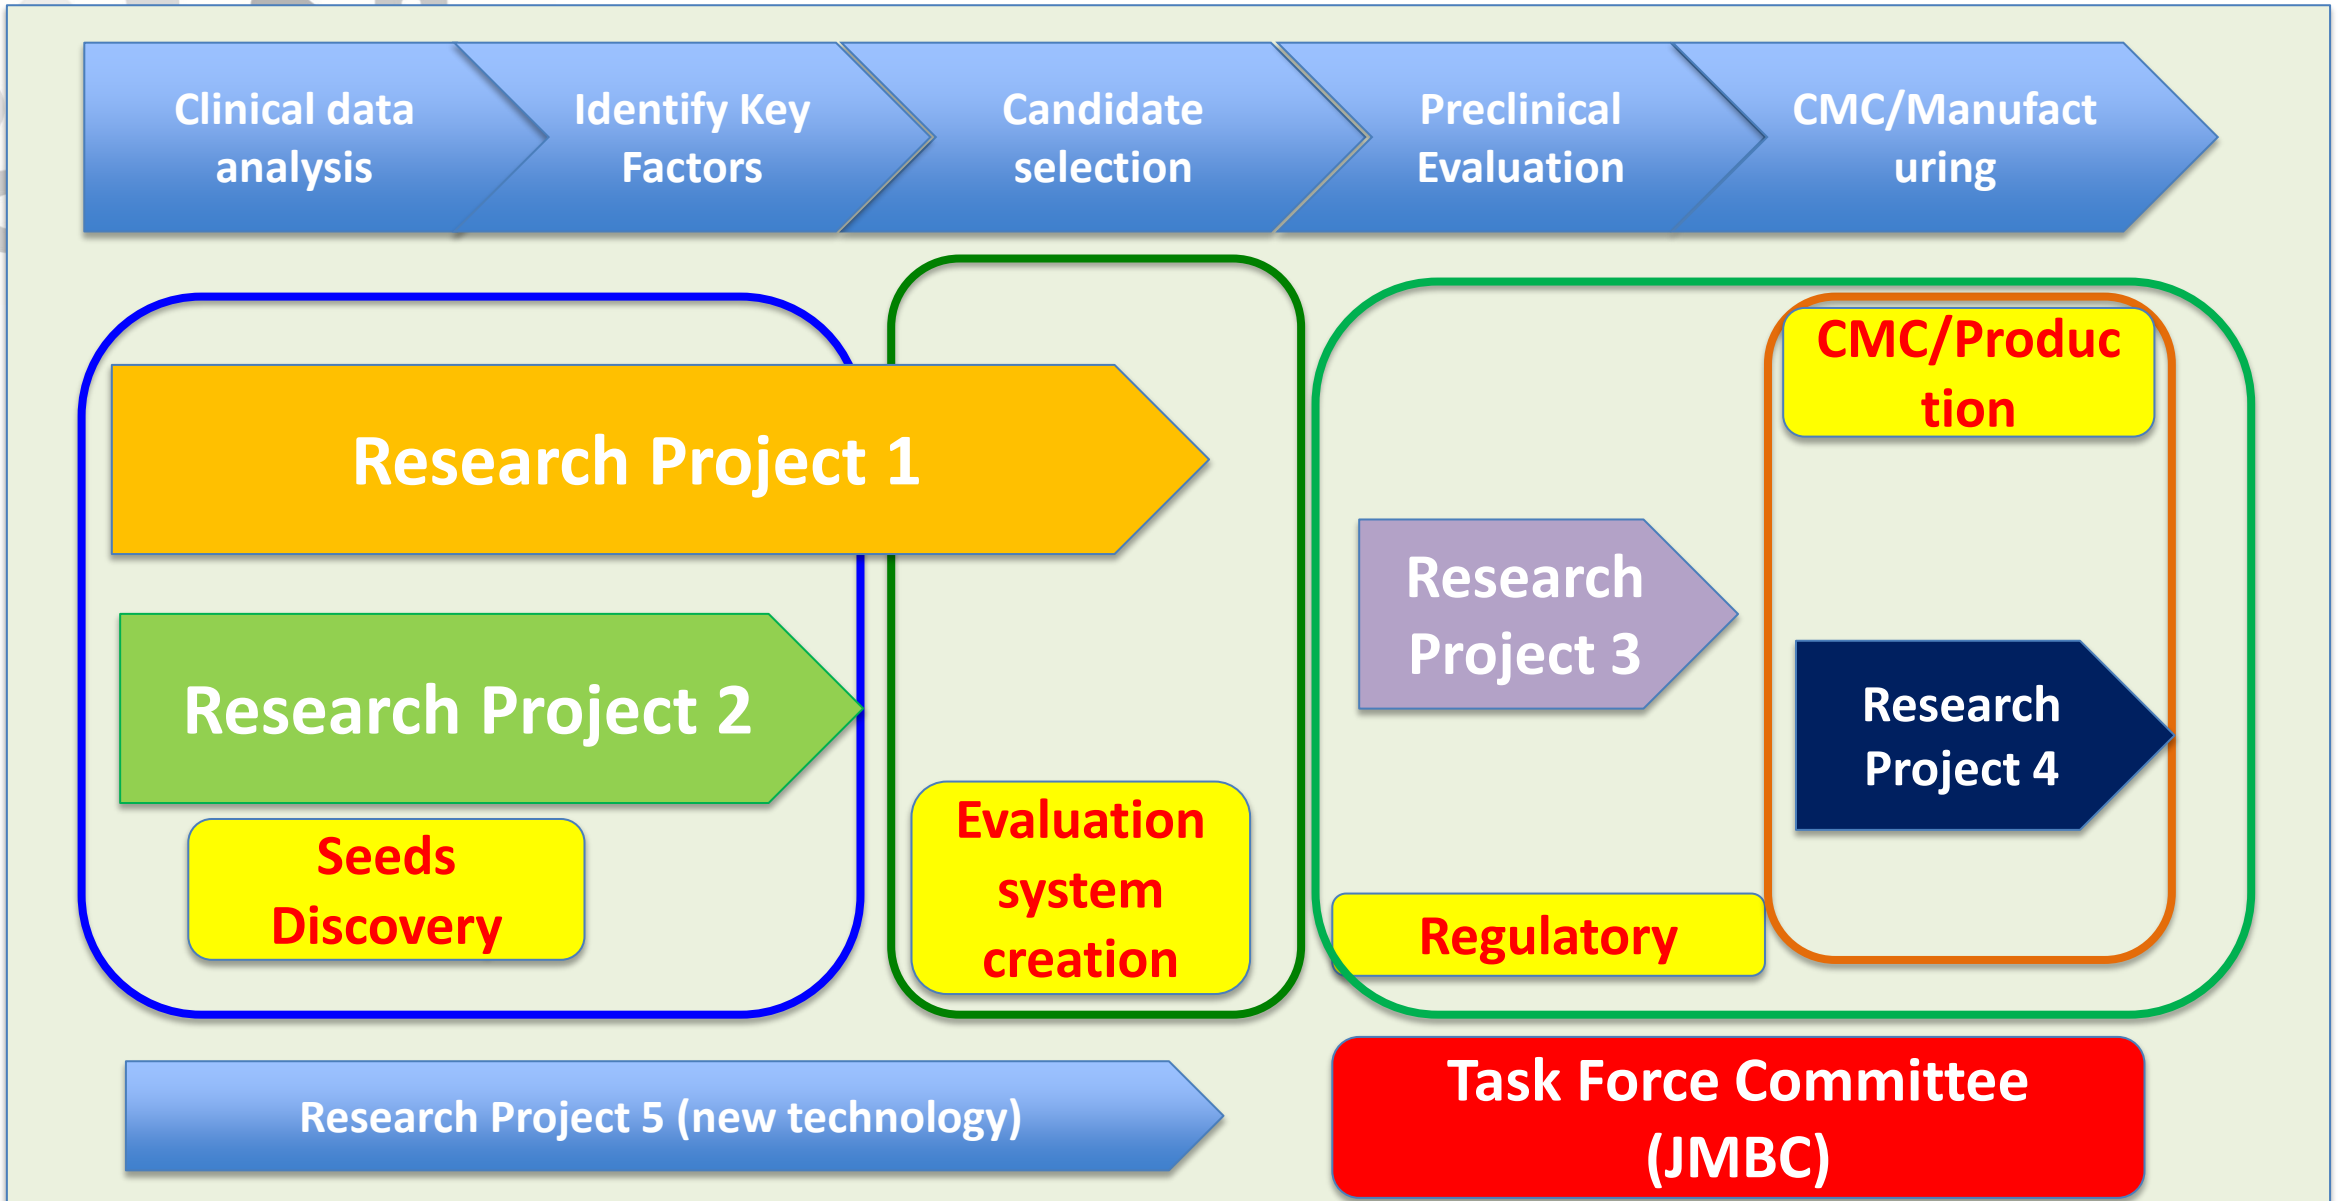 Clinical data
analysis
Identify Key
Factors
Candidate
selection
Preclinical
Evaluation
CMC/Manufact
uring
CMC/Produc
tion
Research Project 1
Research
Project 3
Research Project 2
Research
Project 4
Seeds
Discovery
Evaluation
system
creation
Regulatory
Research Project 5 (new technology)
Task Force Committee
(JMBC)